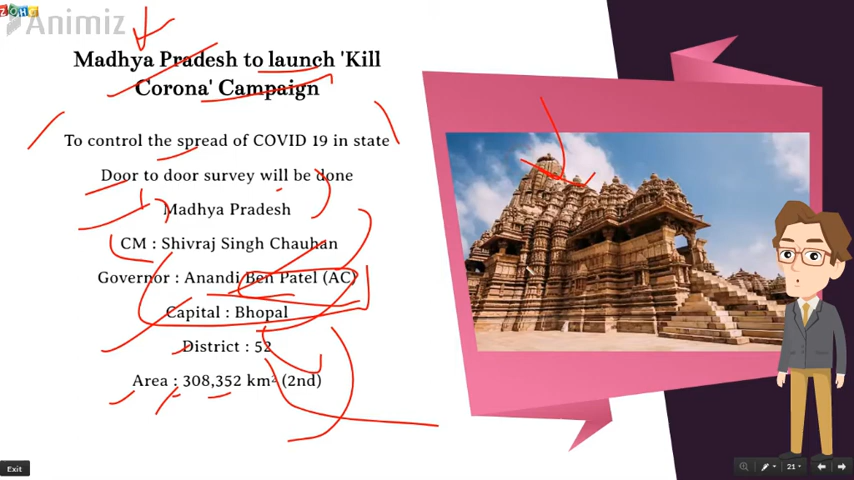 ZOHO
Animiz
Madhya Pradesh to launch 'Kill
Corona' Campaign
To control the spread of COVID 19 in state
Door to door survey will be done
Madhya Pradesh
CM : Shivraj Singh Chauhan
Governor : Anandi Ben Patel (AC)
Capital : Bhopal
District : 52
Area : 308,352 km² (2nd)
Exit
21